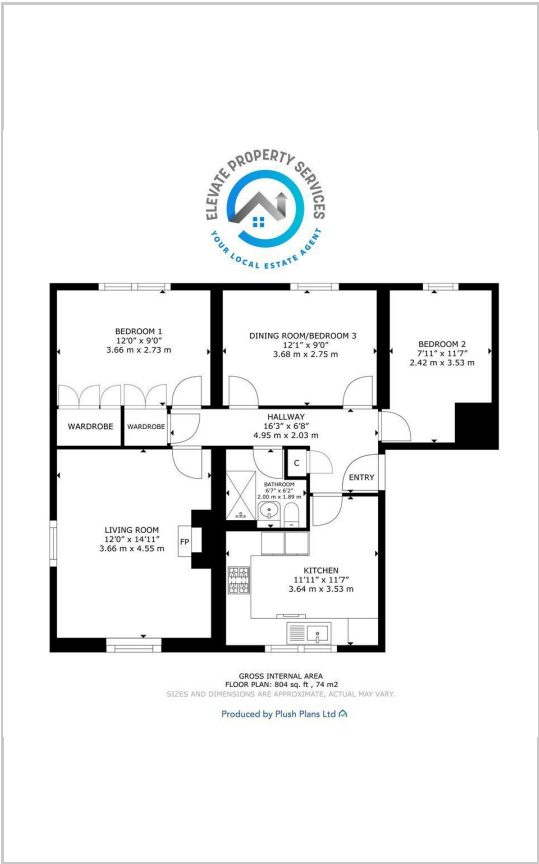 ELEVATE PROPERTY SERVICES
YOUR LOCAL ESTATE AGENT
BEDROOM 1
12'0" x 9'0"
3.66 m x 2.73 m
DINING ROOM/BEDROOM 3
12'1" x 9'0"
3.68 m x 2.75 m
BEDROOM 2
7'11" x 11'7"
2.42 m x 3.53 m
WARDROBE
WARDROBE
HALLWAY
16'3" x 6'8"
4.95 m x 2.03 m
C
ENTRY
BATHROOM
6'7" x 6'2"
2.00 m x 1.89 m
LIVING ROOM
12'0" x 14'11"
3.66 m x 4.55 m
FP
KITCHEN
11'11" x 11'7"
3.64 m x 3.53 m
GROSS INTERNAL AREA
FLOOR PLAN: 804 sq. ft , 74 m2
SIZES AND DIMENSIONS ARE APPROXIMATE, ACTUAL MAY VARY.
Produced by Plush Plans Ltd